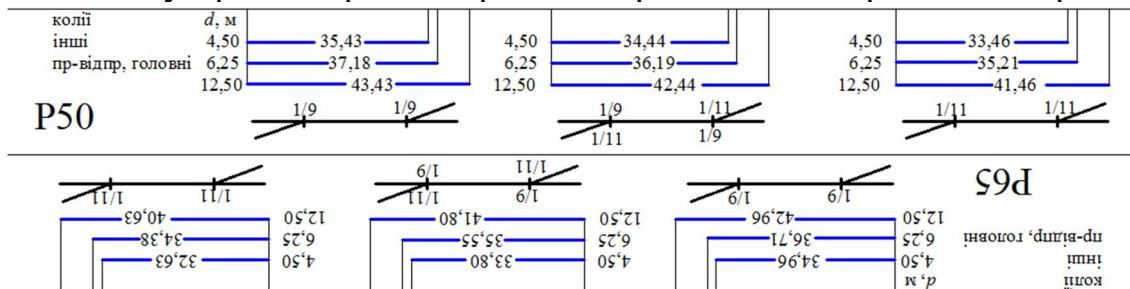 колії d, м
інші 4,50 35,43 4,50 34,44 4,50 33,46
пр-відпр, головні 6,25 37,18 6,25 36,19 6,25 35,21
12,50 43,43 12,50 42,44 12,50 41,46
Р50 1/9 1/9 1/9 1/11 1/11 1/11
1/11 1/9
Р65 1/9 1/9 1/9 1/11 1/11 1/11
1/11 1/9
12,50 42,96 12,50 41,80 12,50 40,63
пр-відпр, головні 6,25 36,71 6,25 35,55 6,25 34,38
інші 4,50 34,96 4,50 33,80 4,50 32,63
колії d, м